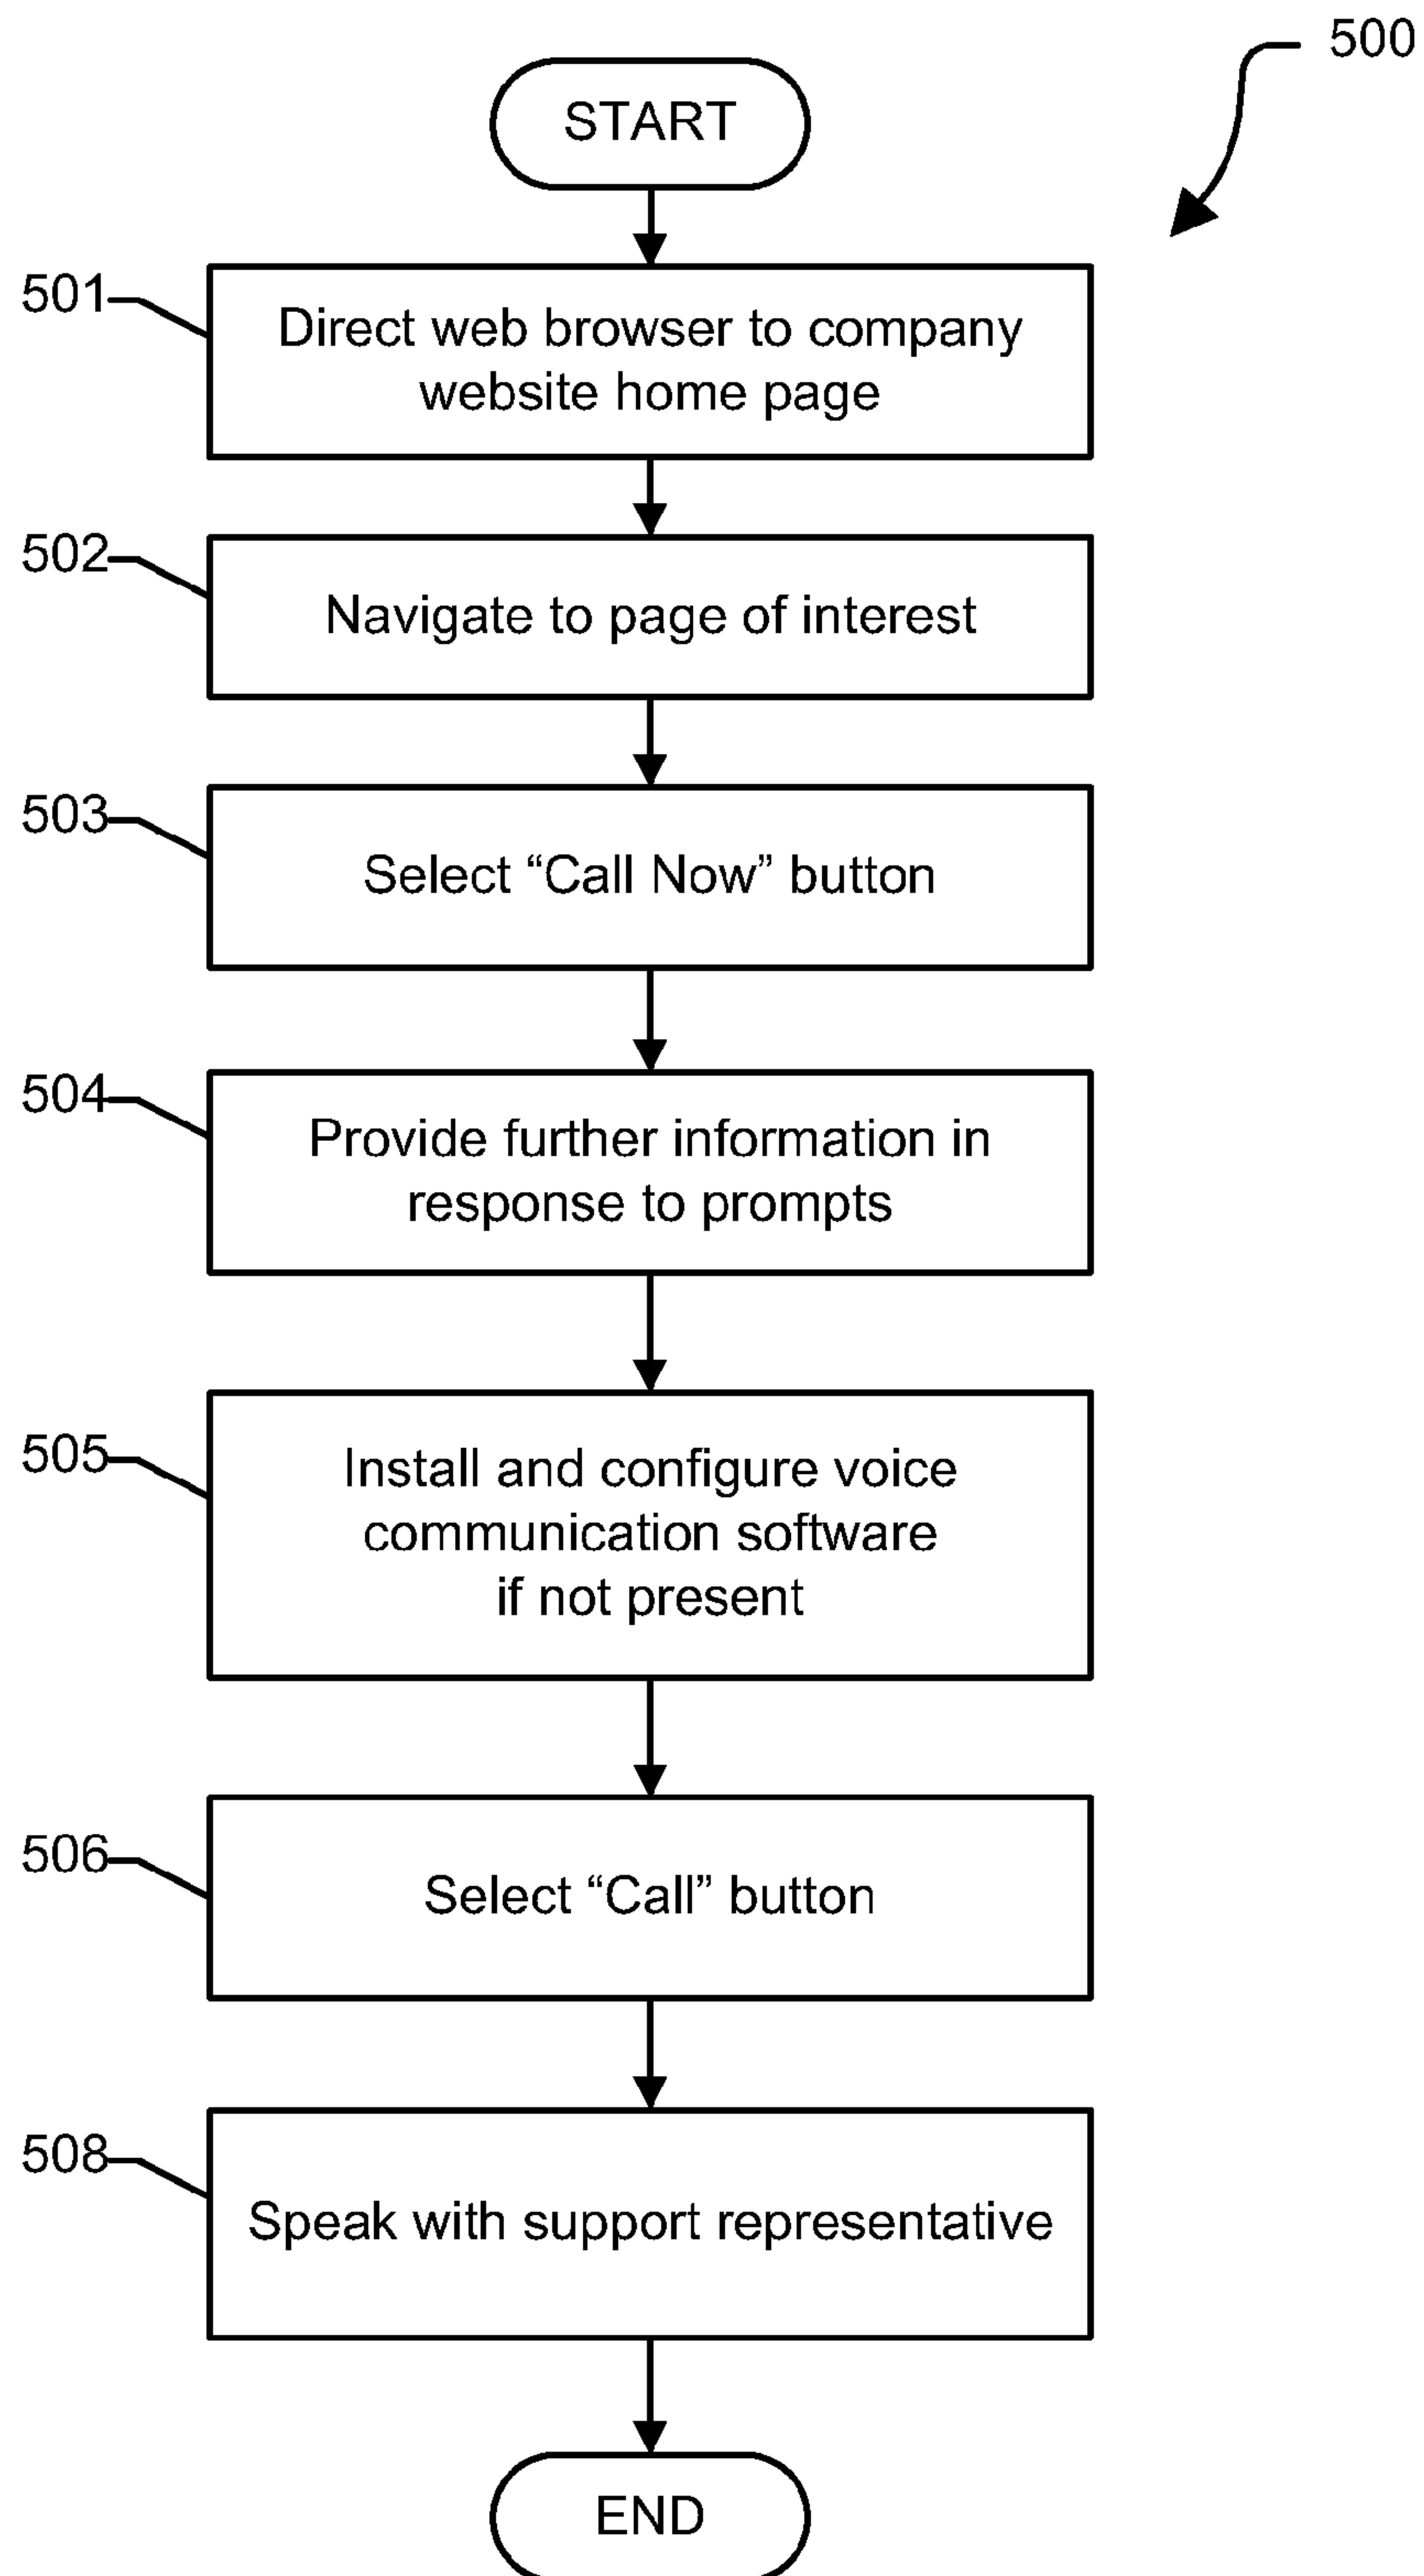 500
START
501
Direct web browser to company
website home page
502
Navigate to page of interest
503
Select “Call Now” button
504
Provide further information in
response to prompts
505
Install and configure voice
communication software
if not present
506
Select “Call” button
508
Speak with support representative
END